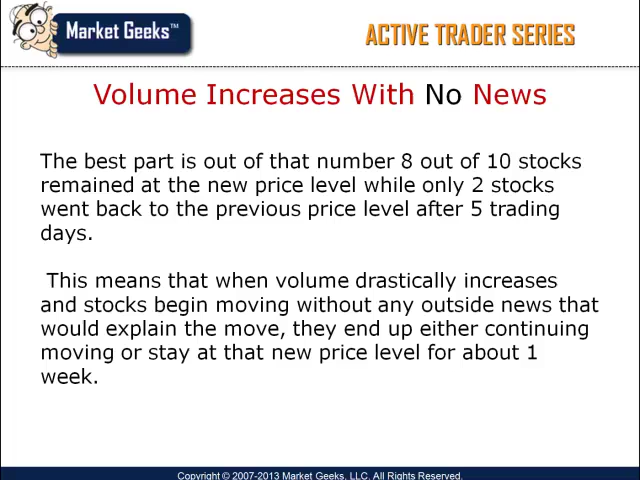 Market Geeks™
ACTIVE TRADER SERIES
Volume Increases With No News
The best part is out of that number 8 out of 10 stocks
remained at the new price level while only 2 stocks
went back to the previous price level after 5 trading
days.
This means that when volume drastically increases
and stocks begin moving without any outside news that
would explain the move, they end up either continuing
moving or stay at that new price level for about 1
week.
Copyright © 2007-2013 Market Geeks, LLC. All Rights Reserved.